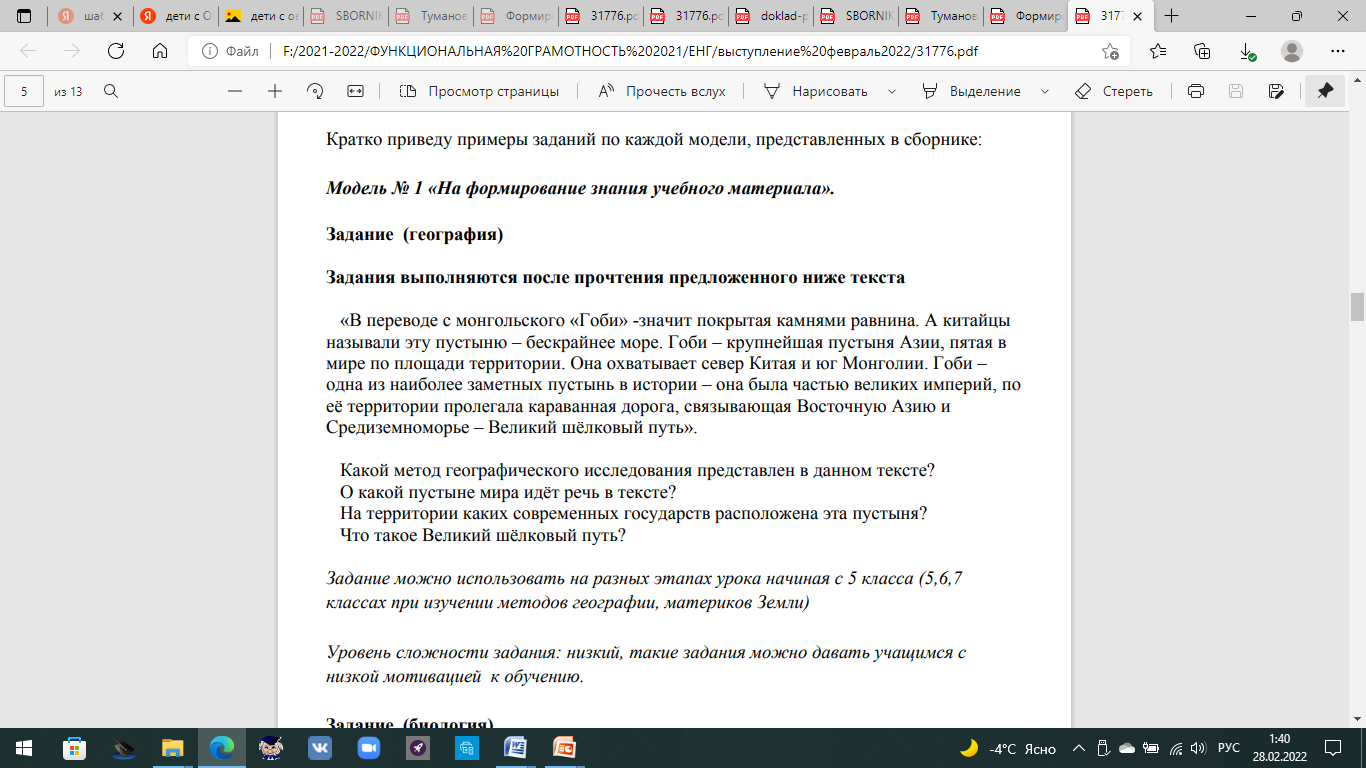 шаб
дети с О
дети с ов
SBORNIK
Туманов
Формир
31776.pc
31776.pc
doklad-p
SBORNIK
Туманов
Формир
3177
Файл
F:/2021-2022/ФУНКЦИОНАЛЬНАЯ%20ГРАМОТНОСТЬ%202021/ЕНГ/выступление%20февраль2022/31776.pdf
5 из 13
Просмотр страницы
Прочесть вслух
Нарисовать
Выделение
Стереть
Кратко приведу примеры заданий по каждой модели, представленных в сборнике:
Модель № 1 «На формирование знания учебного материала».
Задание (география)
Задания выполняются после прочтения предложенного ниже текста
«В переводе с монгольского «Гоби» -значит покрытая камнями равнина. А китайцы
называли эту пустыню – бескрайнее море. Гоби – крупнейшая пустыня Азии, пятая в
мире по площади территории. Она охватывает север Китая и юг Монголии. Гоби –
одна из наиболее заметных пустынь в истории – она была частью великих империй, по
её территории пролегала караванная дорога, связывающая Восточную Азию и
Средиземноморье – Великий шёлковый путь».
Какой метод географического исследования представлен в данном тексте?
О какой пустыне мира идёт речь в тексте?
На территории каких современных государств расположена эта пустыня?
Что такое Великий шёлковый путь?
Задание можно использовать на разных этапах урока начиная с 5 класса (5,6,7
классах при изучении методов географии, материков Земли)
Уровень сложности задания: низкий, такие задания можно давать учащимся с
низкой мотивацией к обучению.
Задание (биология)
-4°C Ясно
РУС
1:40
28.02.2022